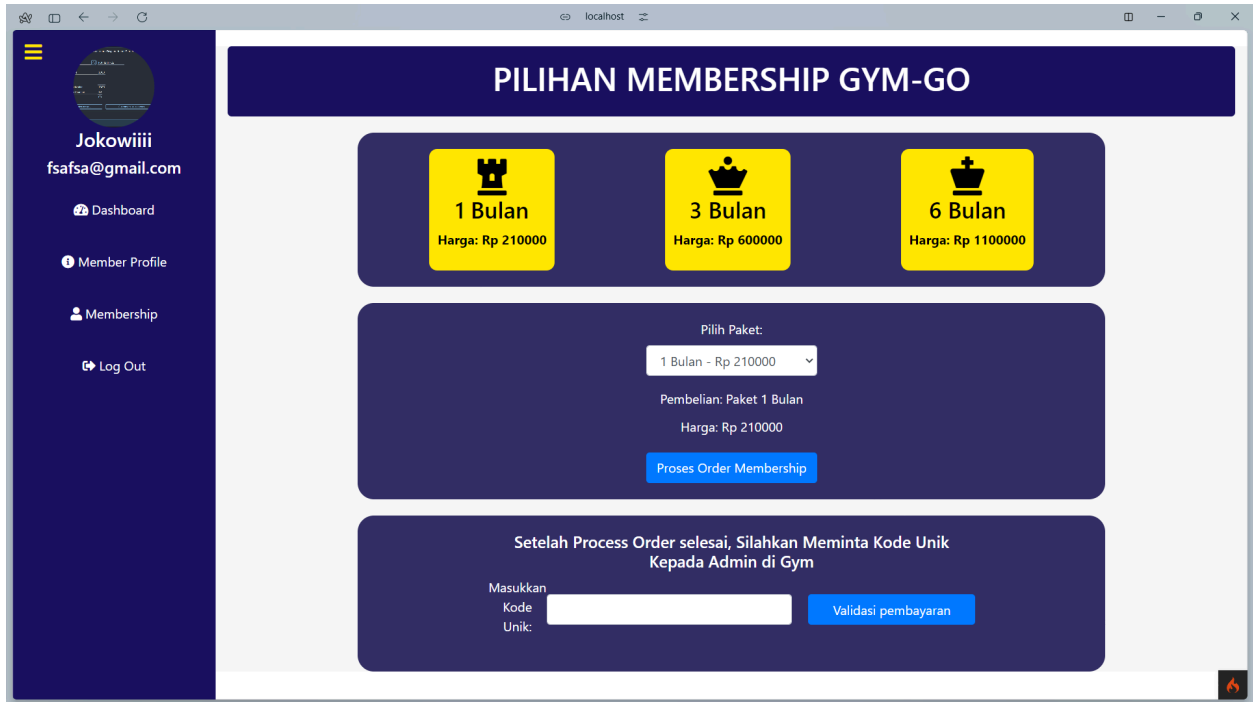 localhost
PILIHAN MEMBERSHIP GYM-GO
Jokowiiii
fsafsa@gmail.com
Dashboard
Member Profile
Membership
Log Out
1 Bulan
Harga: Rp 210000
3 Bulan
Harga: Rp 600000
6 Bulan
Harga: Rp 1100000
Pilih Paket:
1 Bulan - Rp 210000
Pembelian: Paket 1 Bulan
Harga: Rp 210000
Proses Order Membership
Setelah Process Order selesai, Silahkan Meminta Kode Unik
Kepada Admin di Gym
Masukkan
Kode
Unik:
Validasi pembayaran